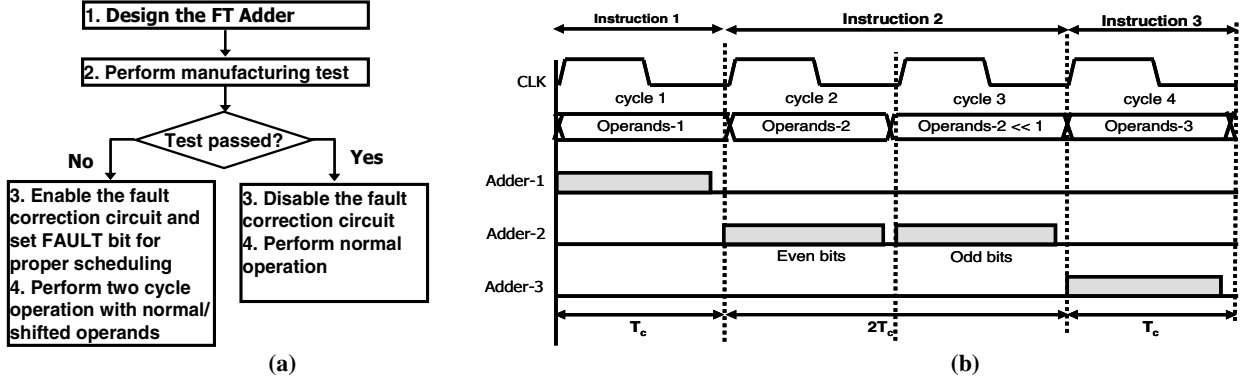 1. Design the FT Adder
2. Perform manufacturing test
Test passed?
No
Yes
3. Enable the fault
correction circuit and
set FAULT bit for
proper scheduling
4. Perform two cycle
operation with normal/
shifted operands
3. Disable the fault
correction circuit
4. Perform normal
operation
(a)
Instruction 1
Instruction 2
Instruction 3
CLK
cycle 1
cycle 2
cycle 3
cycle 4
Operands-1
Operands-2
Operands-2 << 1
Operands-3
Adder-1
Adder-2
Even bits
Odd bits
Adder-3
Tc
2Tc
Tc
(b)